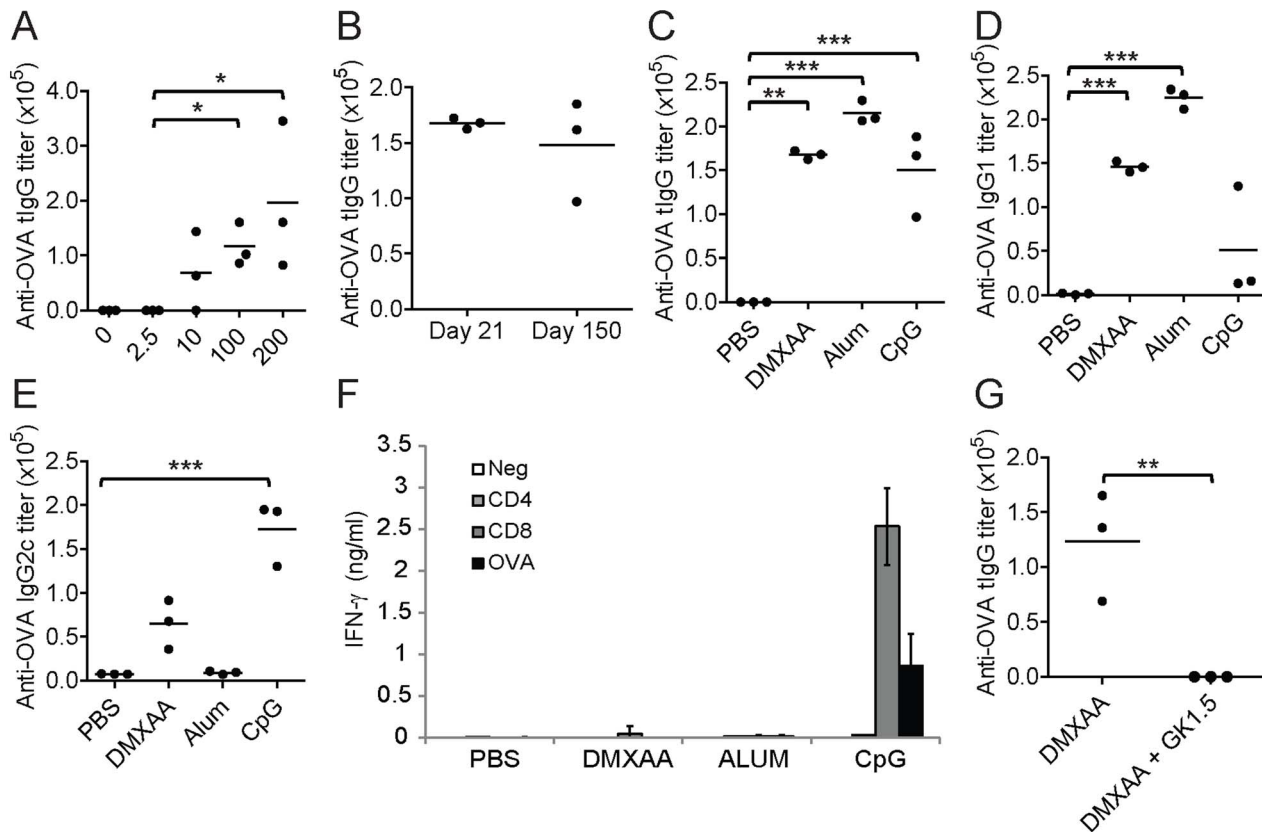 A
Anti-OVA tIgG titer (x10⁵)
4.0
3.0
2.0
1.0
0.0
*
*
0
2.5
10
100
200
B
Anti-OVA tIgG titer (x10⁵)
2.0
1.5
1.0
0.5
0.0
Day 21
Day 150
C
Anti-OVA tIgG titer (x10⁵)
2.5
2.0
1.5
1.0
0.5
0.0
***
***
**
PBS
DMXAA
Alum
CpG
D
Anti-OVA IgG1 titer (x10⁵)
2.5
2.0
1.5
1.0
0.5
0.0
***
***
PBS
DMXAA
Alum
CpG
E
Anti-OVA IgG2c titer (x10⁵)
2.5
2.0
1.5
1.0
0.5
0.0
***
PBS
DMXAA
Alum
CpG
F
IFN-γ (ng/ml)
3.5
3
2.5
2
1.5
1
0.5
0
Neg
CD4
CD8
OVA
PBS
DMXAA
ALUM
CpG
G
Anti-OVA tIgG titer (x10⁵)
2.0
1.5
1.0
0.5
0.0
**
DMXAA
DMXAA + GK1.5